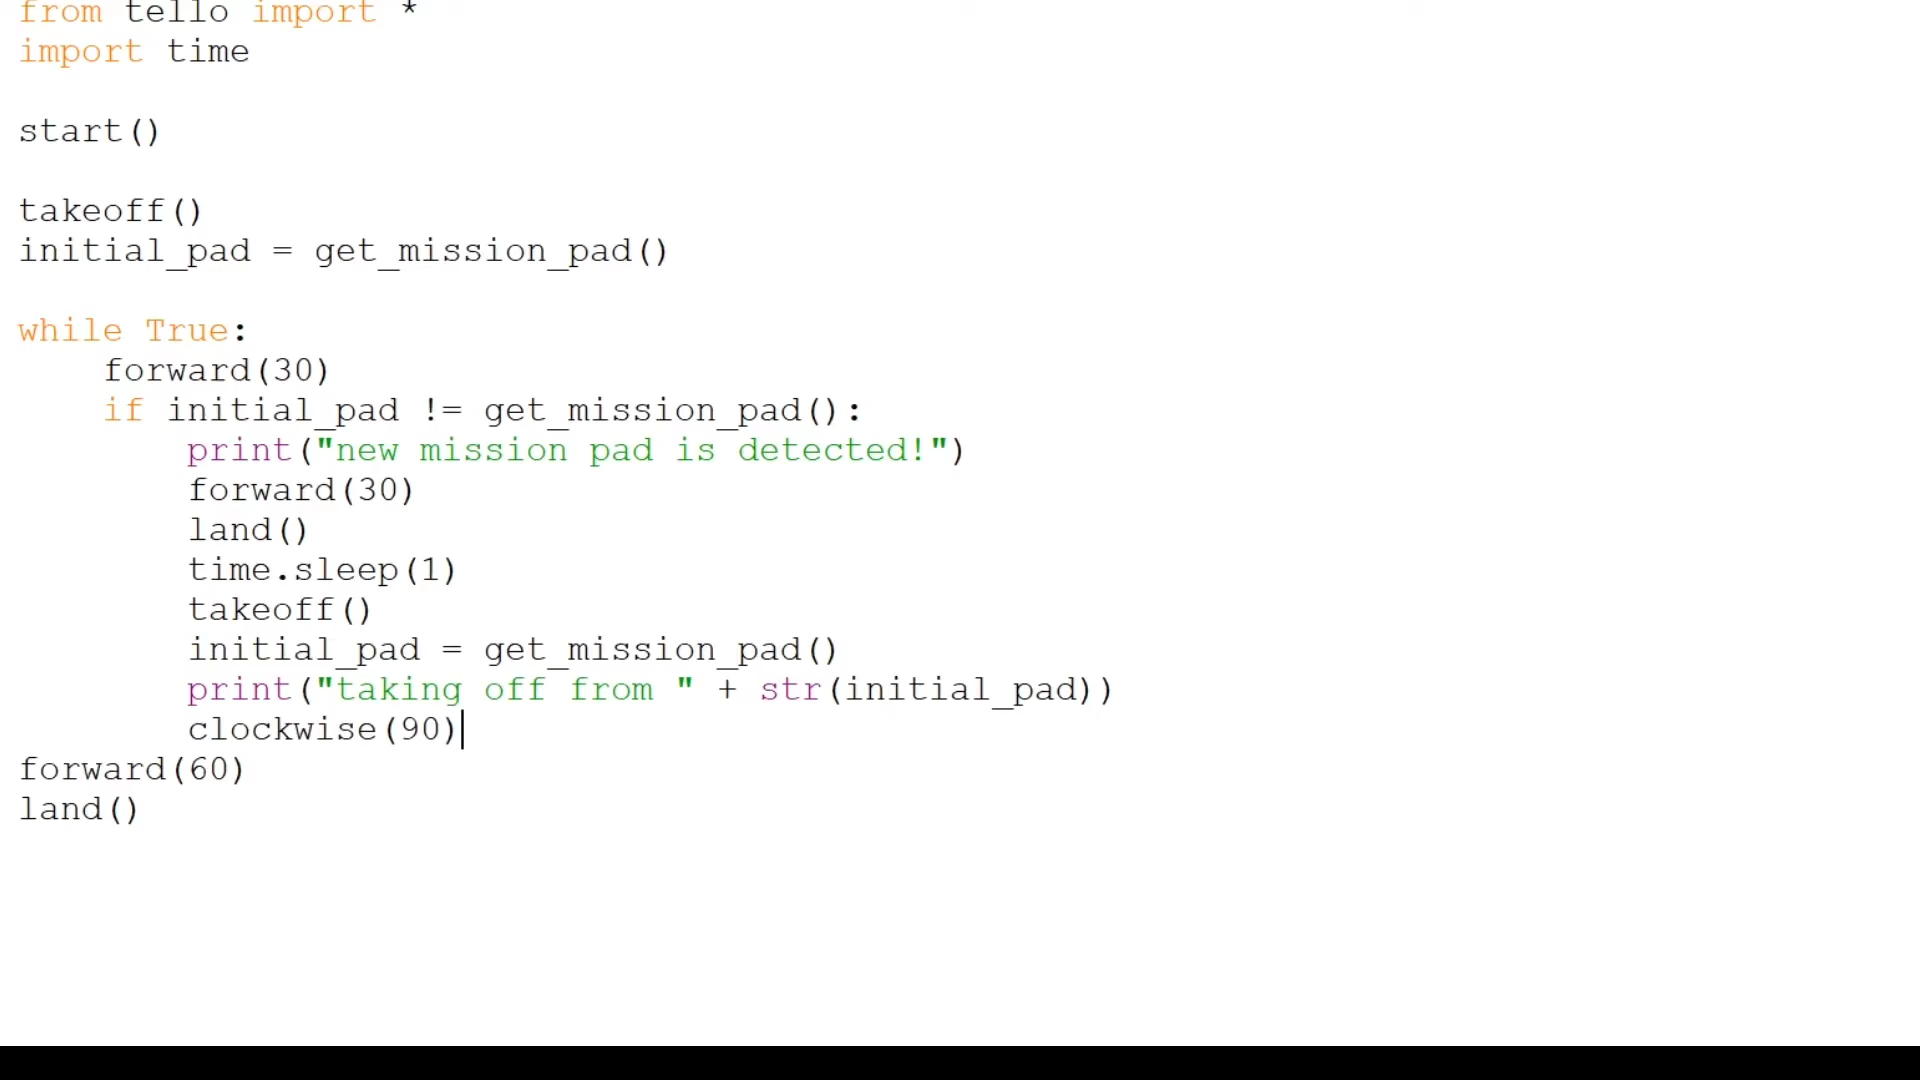 from tello import *
import time
start()
takeoff()
initial_pad = get_mission_pad()
while True:
    forward(30)
    if initial_pad != get_mission_pad():
        print("new mission pad is detected!")
        forward(30)
        land()
        time.sleep(1)
        takeoff()
        initial_pad = get_mission_pad()
        print("taking off from " + str(initial_pad))
        clockwise(90)
forward(60)
land()